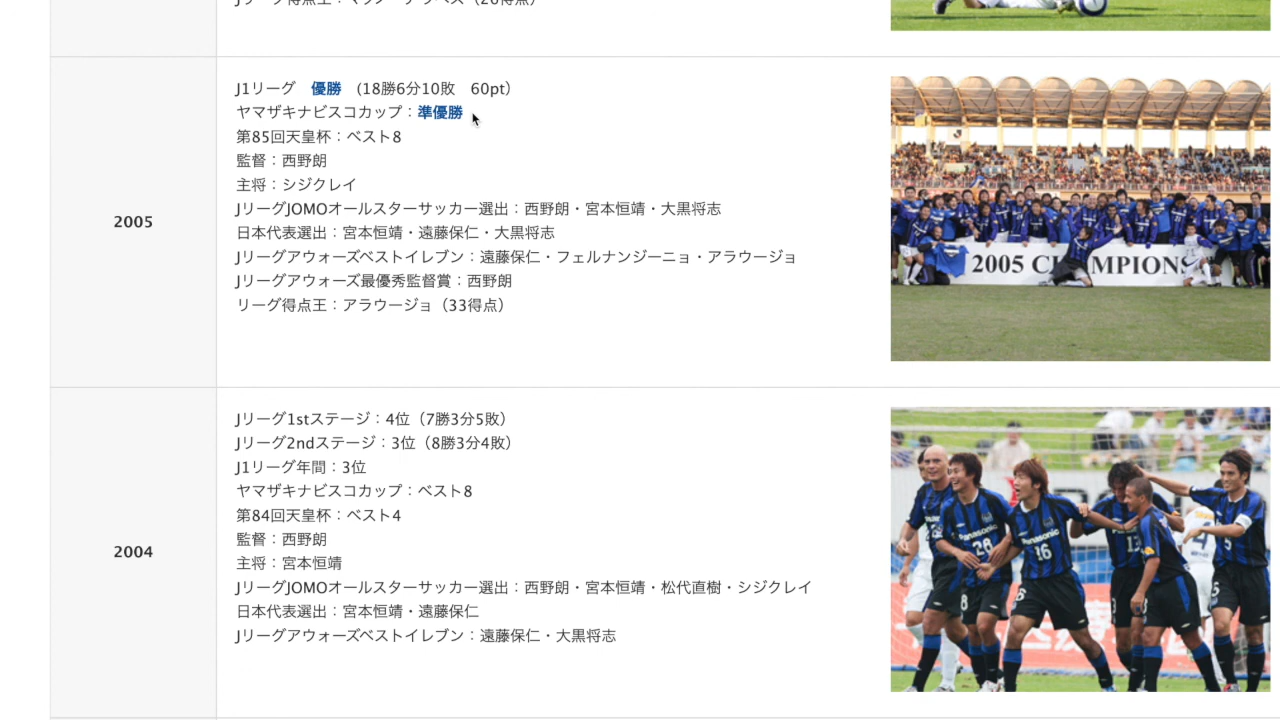 2005
J1リーグ　優勝　(18勝6分10敗　60pt）
ヤマザキナビスコカップ：準優勝
第85回天皇杯：ベスト8
監督：西野朗
主将：シジクレイ
JリーグJOMOオールスターサッカー選出：西野朗・宮本恒靖・大黒将志
日本代表選出：宮本恒靖・遠藤保仁・大黒将志
Jリーグアウォーズベストイレブン：遠藤保仁・フェルナンジーニョ・アラウージョ
Jリーグアウォーズ最優秀監督賞：西野朗
リーグ得点王：アラウージョ（33得点）
2005 CH MPIONS
2004
Jリーグ1stステージ：4位（7勝3分5敗）
Jリーグ2ndステージ：3位（8勝3分4敗）
J1リーグ年間：3位
ヤマザキナビスコカップ：ベスト8
第84回天皇杯：ベスト4
監督：西野朗
主将：宮本恒靖
JリーグJOMOオールスターサッカー選出：西野朗・宮本恒靖・松代直樹・シジクレイ
日本代表選出：宮本恒靖・遠藤保仁
Jリーグアウォーズベストイレブン：遠藤保仁・大黒将志
Panasonic
26
8
Panasonic
16
6
13
5